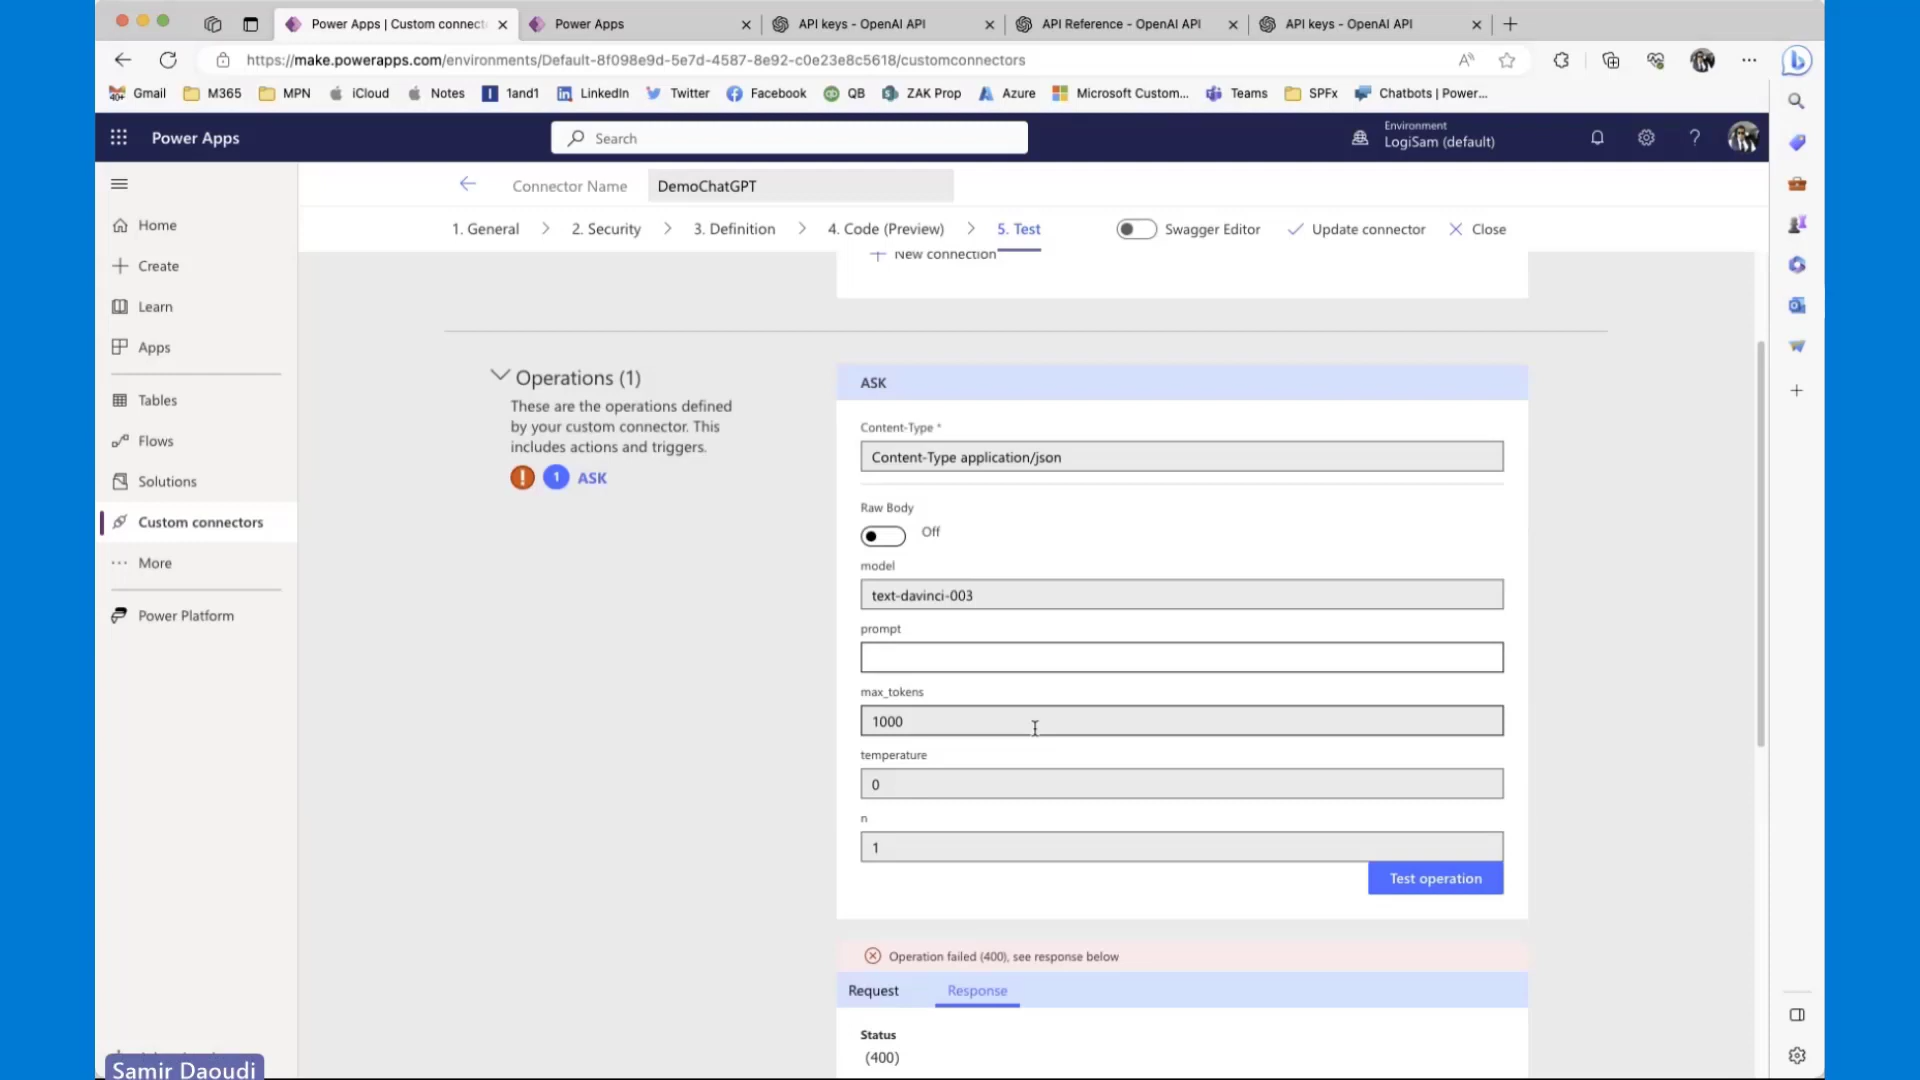 Power Apps | Custom connect
Power Apps
API keys - OpenAI API
API Reference - OpenAI API
API keys - OpenAI API
https://make.powerapps.com/environments/Default-8f098e9d-5e7d-4587-8e92-c0e23e8c5618/customconnectors
Gmail
M365
MPN
iCloud
Notes
1and1
LinkedIn
Twitter
Facebook
QB
ZAK Prop
Azure
Microsoft Custom...
Teams
SPFx
Chatbots | Power...
Power Apps
Search
Environment
LogiSam (default)
Connector Name
DemoChatGPT
1. General
2. Security
3. Definition
4. Code (Preview)
5. Test
Swagger Editor
Update connector
Close
Home
Create
Learn
Apps
Tables
Flows
Solutions
Custom connectors
More
Power Platform
New connection
Operations (1)
These are the operations defined
by your custom connector. This
includes actions and triggers.
1 ASK
ASK
Content-Type *
Content-Type application/json
Raw Body
Off
model
text-davinci-003
prompt
max_tokens
1000
temperature
0
n
1
Test operation
Operation failed (400), see response below
Request
Response
Status
(400)
Samir Daoudi